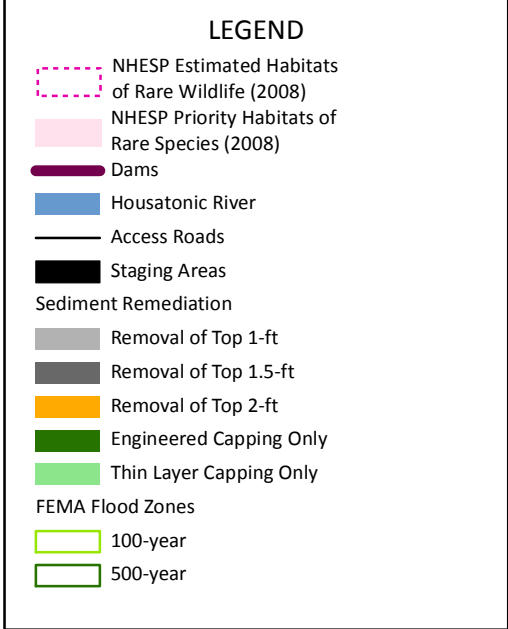 LEGEND
NHESP Estimated Habitats
of Rare Wildlife (2008)
NHESP Priority Habitats of
Rare Species (2008)
Dams
Housatonic River
Access Roads
Staging Areas
Sediment Remediation
Removal of Top 1-ft
Removal of Top 1.5-ft
Removal of Top 2-ft
Engineered Capping Only
Thin Layer Capping Only
FEMA Flood Zones
100-year
500-year